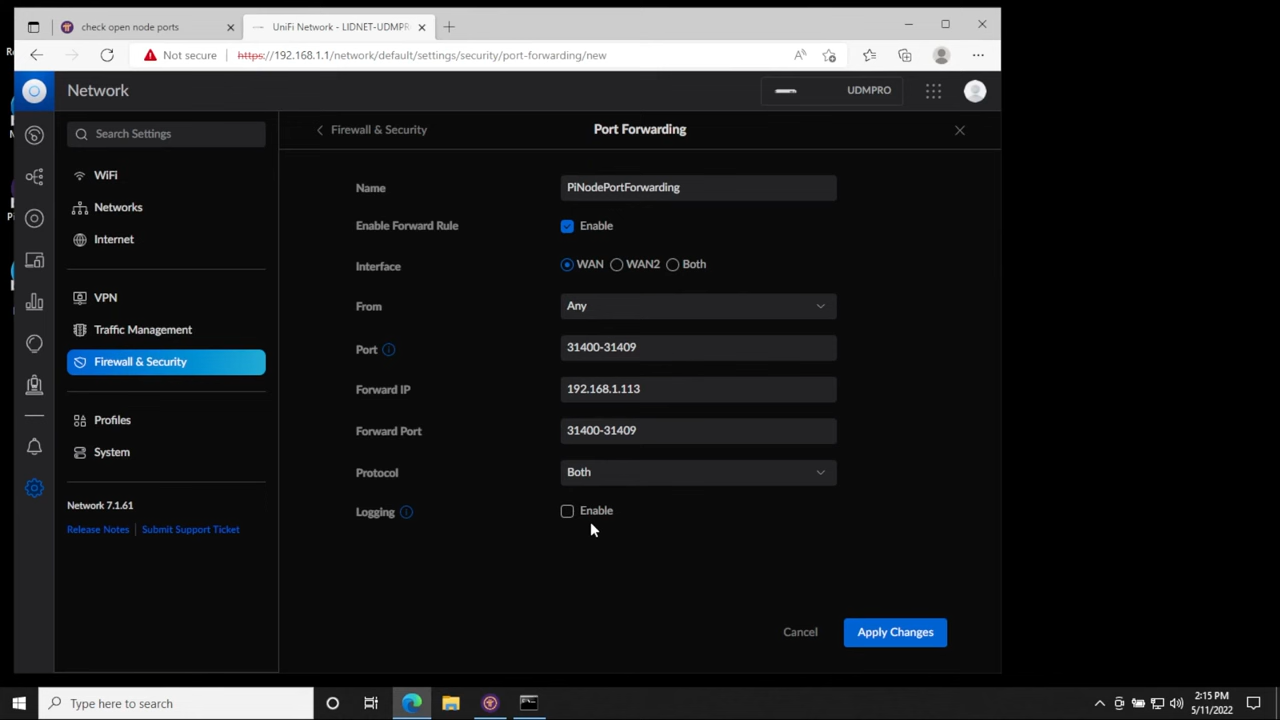 check open node ports
UniFi Network - LIDNET-UDMPR
Not secure
https://192.168.1.1/network/default/settings/security/port-forwarding/new
Network
UDMPRO
Search Settings
WiFi
Networks
Internet
VPN
Traffic Management
Firewall & Security
Profiles
System
Network 7.1.61
Release Notes
Submit Support Ticket
Firewall & Security
Port Forwarding
Name
PiNodePortForwarding
Enable Forward Rule
Enable
Interface
WAN
WAN2
Both
From
Any
Port
31400-31409
Forward IP
192.168.1.113
Forward Port
31400-31409
Protocol
Both
Logging
Enable
Cancel
Apply Changes
Type here to search
2:15 PM
5/11/2022